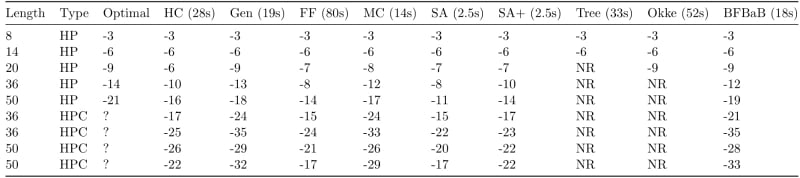 Length Type Optimal HC (28s) Gen (19s) FF (80s) MC (14s) SA (2.5s) SA+ (2.5s) Tree (33s) Okke (52s) BFBaB (18s)
8 HP -3 -3 -3 -3 -3 -3 -3 -3 -3 -3
14 HP -6 -6 -6 -6 -6 -6 -6 -6 -6 -6
20 HP -9 -6 -9 -7 -8 -7 -7 NR -9 -9
36 HP -14 -10 -13 -8 -12 -8 -10 NR NR -12
50 HP -21 -16 -18 -14 -17 -11 -14 NR NR -19
36 HPC ? -17 -24 -15 -24 -15 -17 NR NR -21
36 HPC ? -25 -35 -24 -33 -22 -23 NR NR -35
50 HPC ? -26 -29 -21 -26 -20 -22 NR NR -28
50 HPC ? -22 -32 -17 -29 -17 -22 NR NR -33